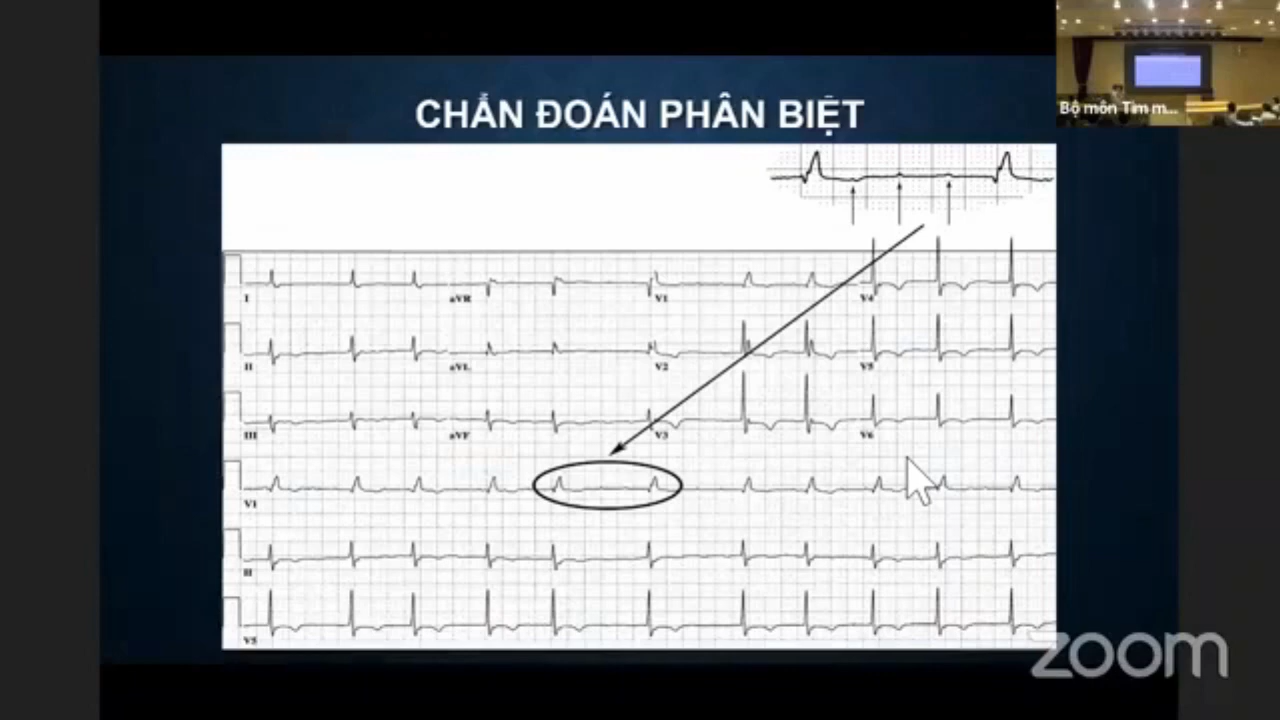 CHẨN ĐOÁN PHÂN BIỆT
Bộ môn Tim m...
I
aVR
V1
V4
II
aVL
V2
V5
III
aVF
V3
V6
V1
II
V5
zoom